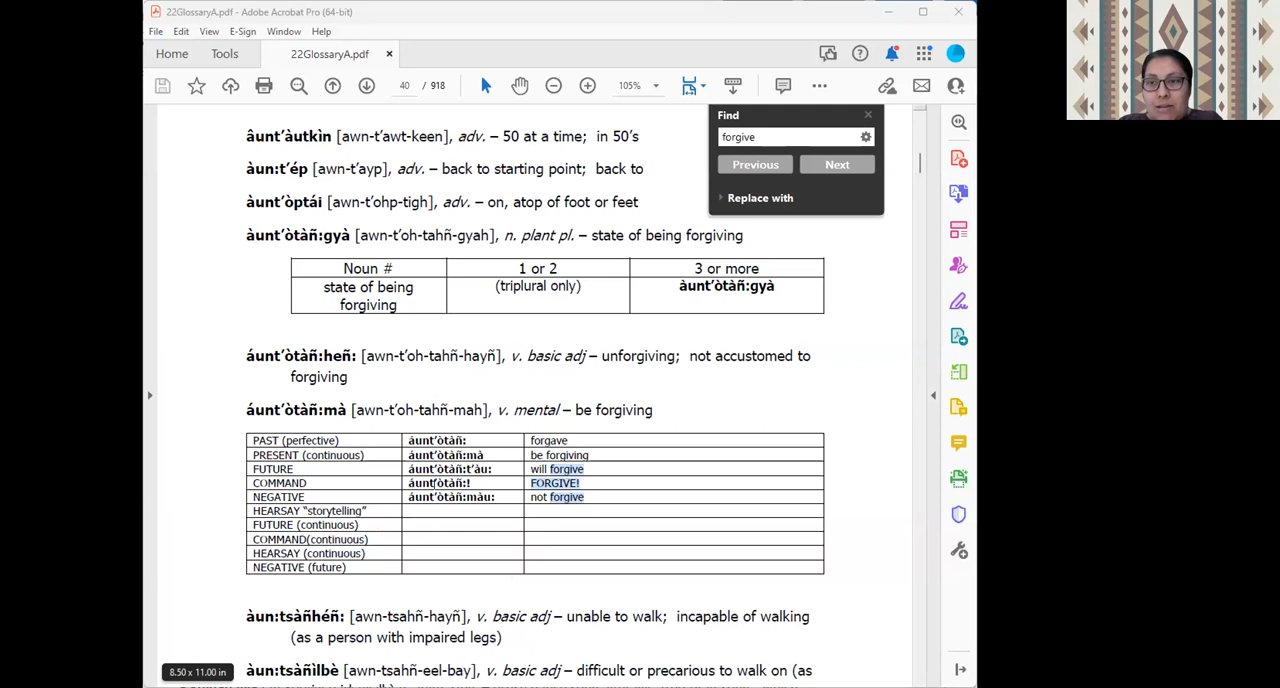 22GlossaryA.pdf - Adobe Acrobat Pro (64-bit)
File Edit View E-Sign Window Help
Home Tools 22GlossaryA.pdf ×
40 / 918 105%
Find
forgive
Previous Next
Replace with
âunt’àutkìn [awn-t’awt-keen], adv. – 50 at a time; in 50’s
àun:t’ép [awn-t’ayp], adv. – back to starting point; back to
àunt’òptái [awn-t’ohp-tigh], adv. – on, atop of foot or feet
àunt’òtàñ:gyà [awn-t’oh-tahñ-gyah], n. plant pl. – state of being forgiving
Noun # 1 or 2 3 or more
state of being forgiving (triplural only) àunt’òtàñ:gyà
áunt’òtàñ:heñ: [awn-t’oh-tahñ-hayñ], v. basic adj – unforgiving; not accustomed to
forgiving
áunt’òtàñ:mà [awn-t’oh-tahñ-mah], v. mental – be forgiving
PAST (perfective) áunt’òtàñ: forgave
PRESENT (continuous) áunt’òtàñ:mà be forgiving
FUTURE áunt’òtàñ:t’àu: will forgive
COMMAND áunt’òtàñ:! FORGIVE!
NEGATIVE áunt’òtàñ:màu: not forgive
HEARSAY “storytelling”
FUTURE (continuous)
COMMAND(continuous)
HEARSAY (continuous)
NEGATIVE (future)
àun:tsàñhéñ: [awn-tsahñ-hayñ], v. basic adj – unable to walk; incapable of walking
(as a person with impaired legs)
àun:tsàñìlbè [awn-tsahñ-eel-bay], v. basic adj – difficult or precarious to walk on (as
8.50 x 11.00 in